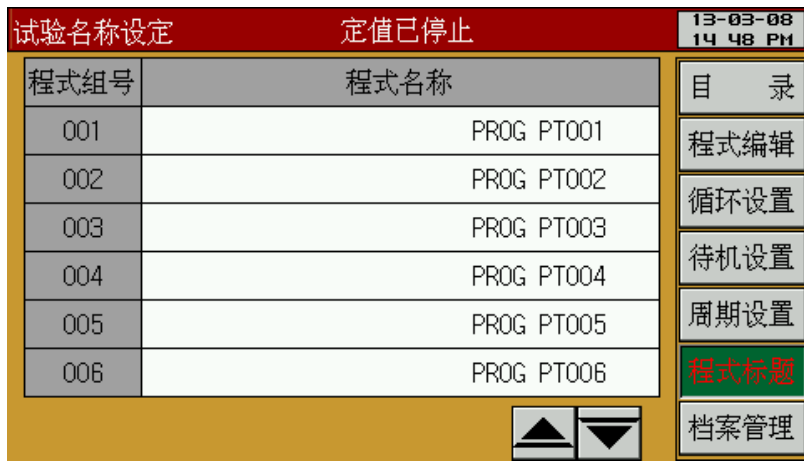 试验名称设定 定值已停止 13-03-08
14 48 PM
程式组号 程式名称
001 PROG PT001
002 PROG PT002
003 PROG PT003
004 PROG PT004
005 PROG PT005
006 PROG PT006
目 录
程式编辑
循环设置
待机设置
周期设置
程式标题
档案管理